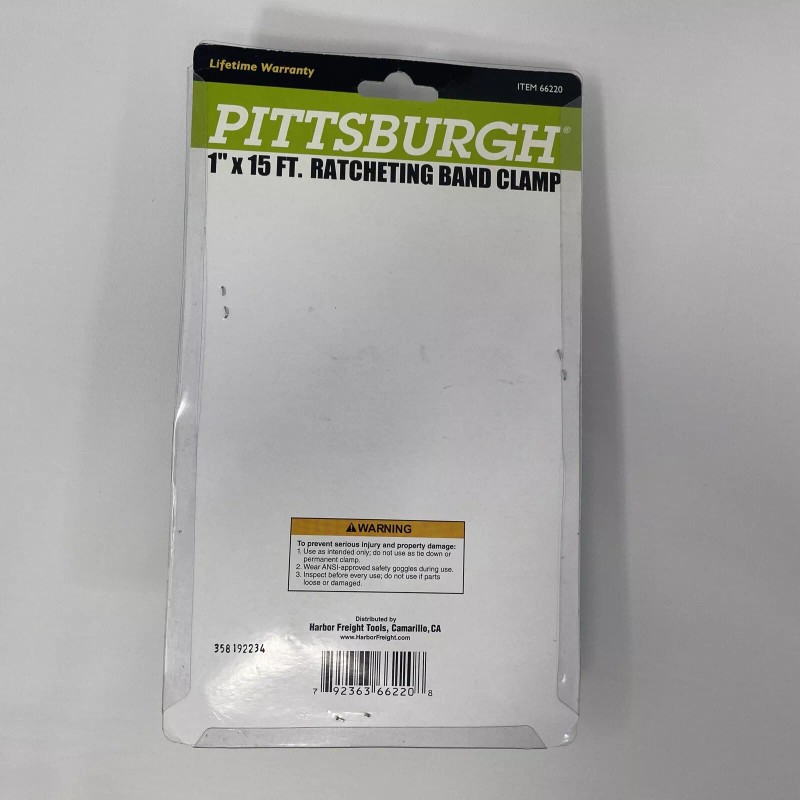 Lifetime Warranty
ITEM 66220
PITTSBURGH®
1" x 15 FT. RATCHETING BAND CLAMP
⚠WARNING
To prevent serious injury and property damage:
1. Use as intended only; do not use as tie down or
permanent clamp.
2. Wear ANSI-approved safety goggles during use.
3. Inspect before every use; do not use if parts
loose or damaged.
Distributed by
Harbor Freight Tools, Camarillo, CA
www.HarborFreight.com
358192234
7 92363 66220 8